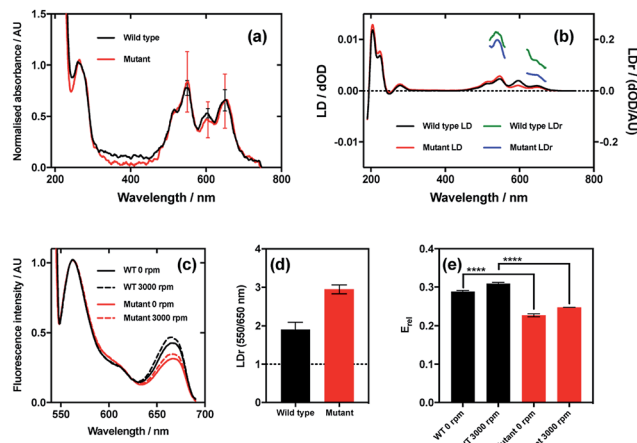 (a)
Wild type
Mutant
Normalised absorbance / AU
1.5
1.0
0.5
0.0
200 400 600 800
Wavelength / nm
(b)
LD / dOD
0.01
0.00
-0.01
LDr / (dPDD/AU)
0.2
0.0
-0.2
Wild type LD
Wild type LDr
Mutant LD
Mutant LDr
200 300 400 500 600 700 800
Wavelength / nm
(c)
WT 0 rpm
WT 3000 rpm
Mutant 0 rpm
Mutant 3000 rpm
Fluorescence intensity / AU
1.0
0.5
0.0
550 600 650 700
Wavelength / nm
(d)
LDr (550/650 nm)
4
3
2
1
0
Wild type Mutant
(e)
****
****
Erel
0.4
0.3
0.2
0.1
0.0
WT 0 rpm
WT 3000 rpm
Mutant 0 rpm
3000 rpm